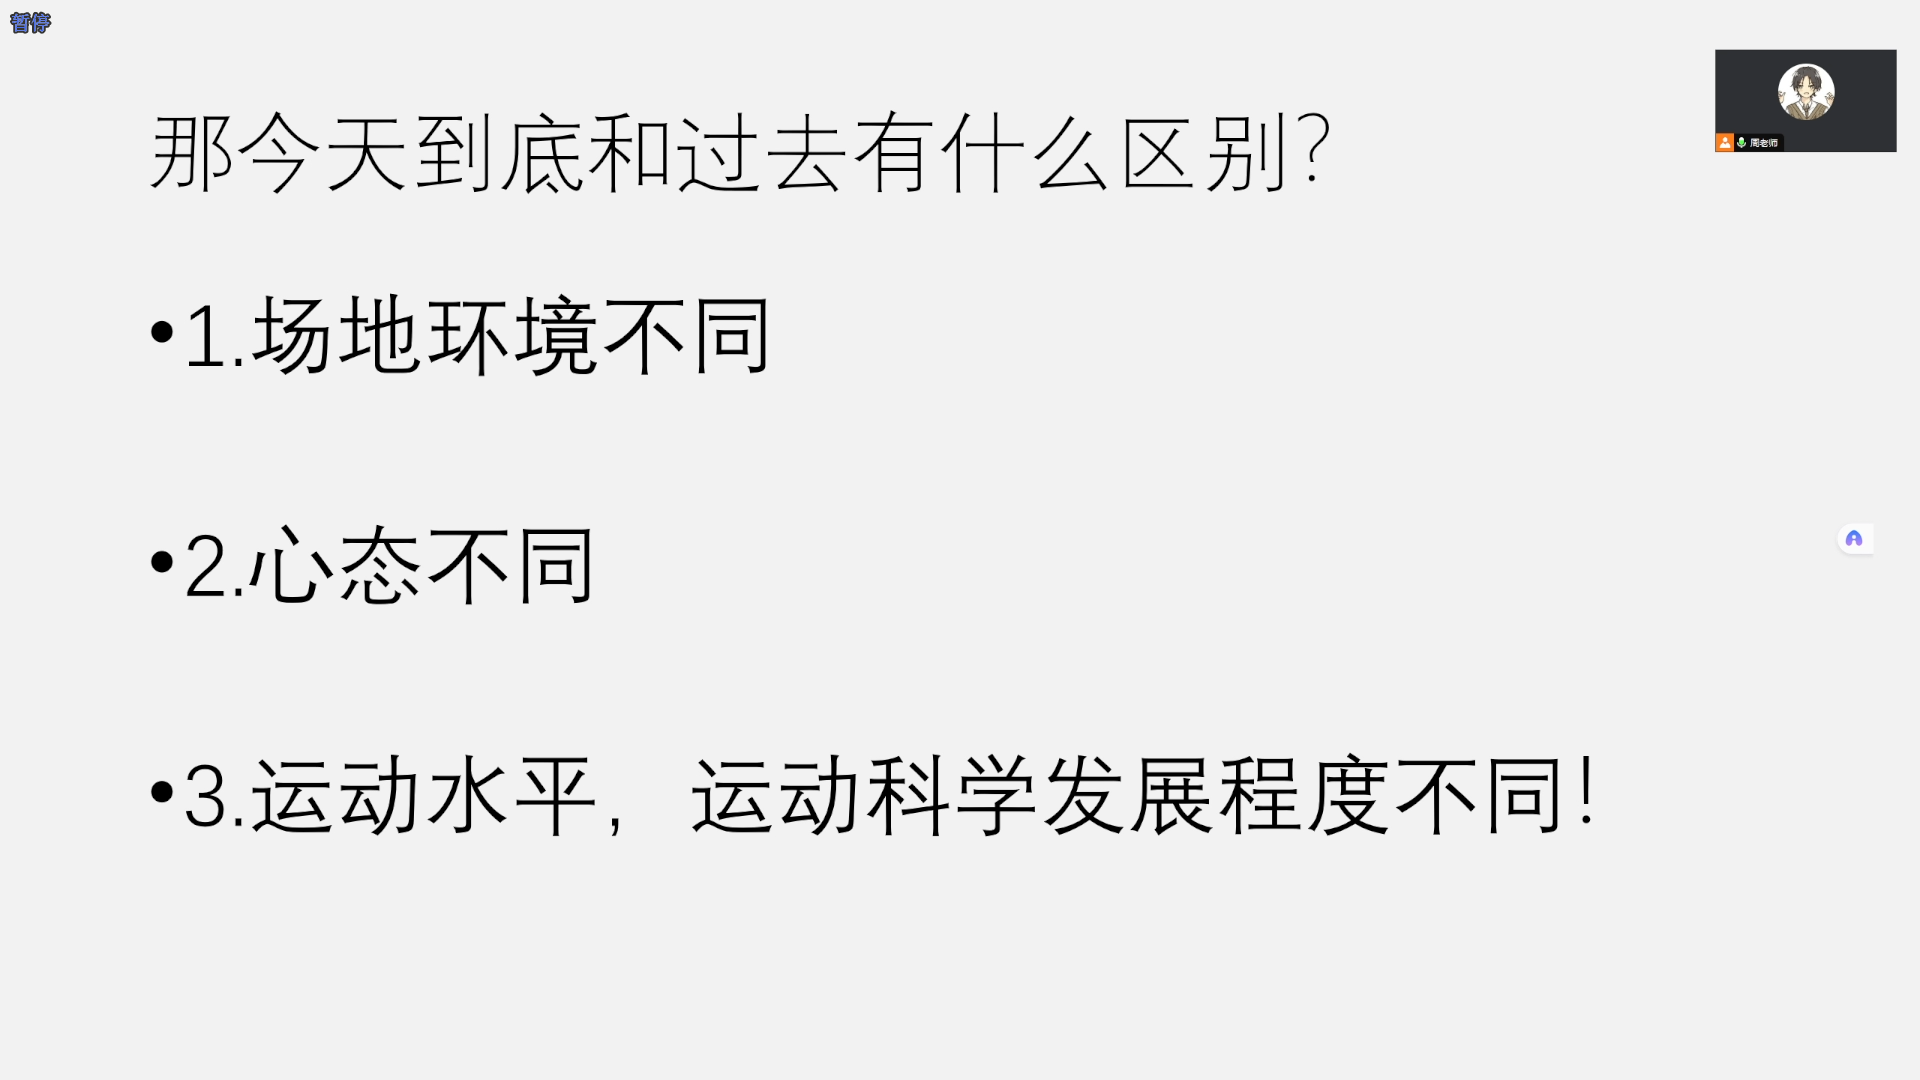 暂停
那今天到底和过去有什么区别？
周老师
•1.场地环境不同
•2.心态不同
•3.运动水平，运动科学发展程度不同！